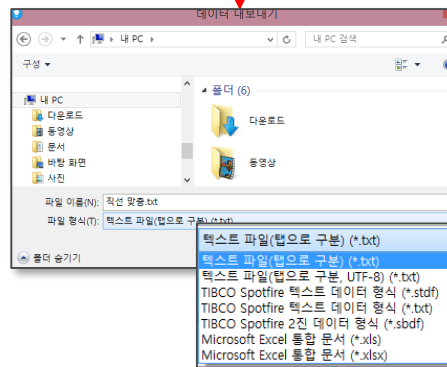 데이터 내보내기
내 PC
내 PC 검색
구성
폴더 (6)
내 PC
다운로드
동영상
문서
바탕 화면
사진
다운로드
동영상
파일 이름(N): 직선 맞춤.txt
파일 형식(T): 텍스트 파일(탭으로 구분) (*.txt)
폴더 숨기기
텍스트 파일(탭으로 구분) (*.txt)
텍스트 파일(탭으로 구분) (*.txt)
텍스트 파일(탭으로 구분, UTF-8) (*.txt)
TIBCO Spotfire 텍스트 데이터 형식 (*.stdf)
TIBCO Spotfire 텍스트 데이터 형식 (*.txt)
TIBCO Spotfire 2진 데이터 형식 (*.sbdf)
Microsoft Excel 통합 문서 (*.xls)
Microsoft Excel 통합 문서 (*.xlsx)